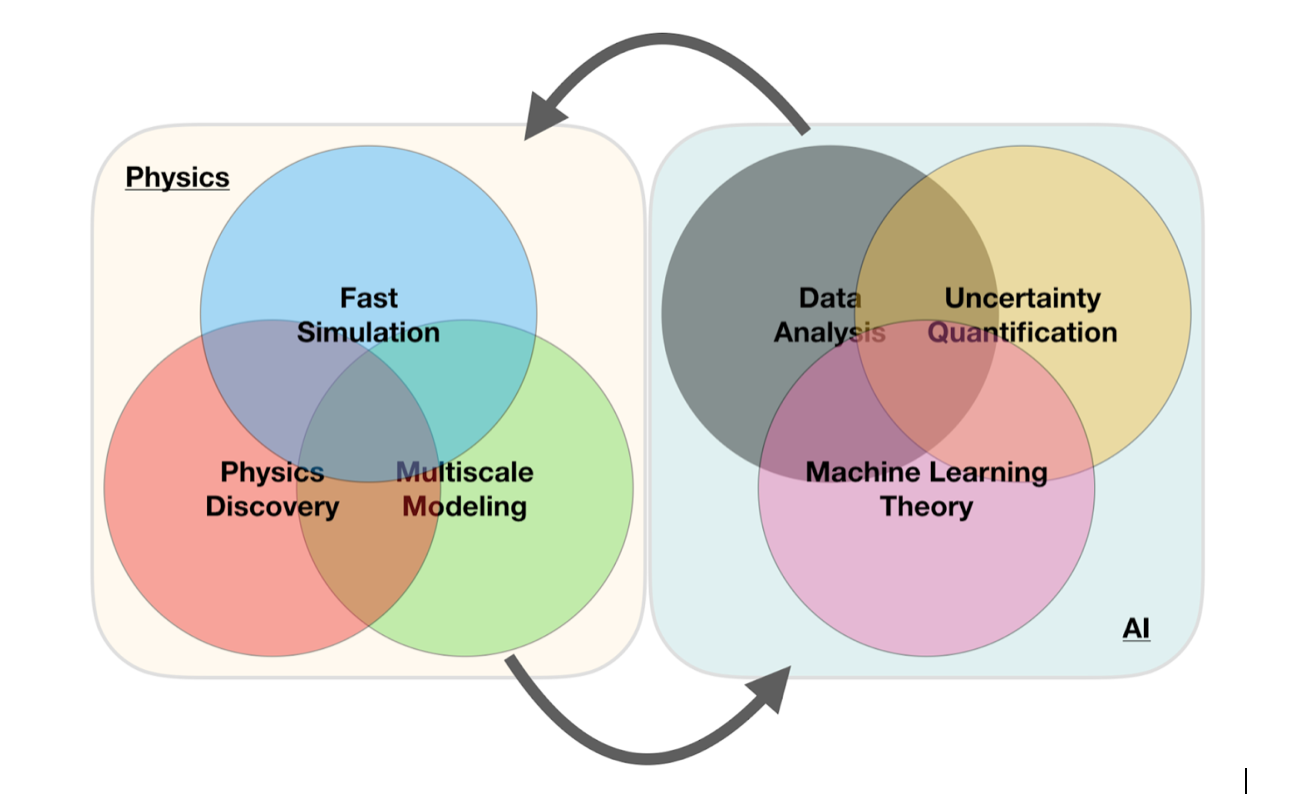 Physics
Fast
Simulation
Physics
Discovery
Multiscale
Modeling
Data
Analysis
Uncertainty
Quantification
Machine Learning
Theory
AI